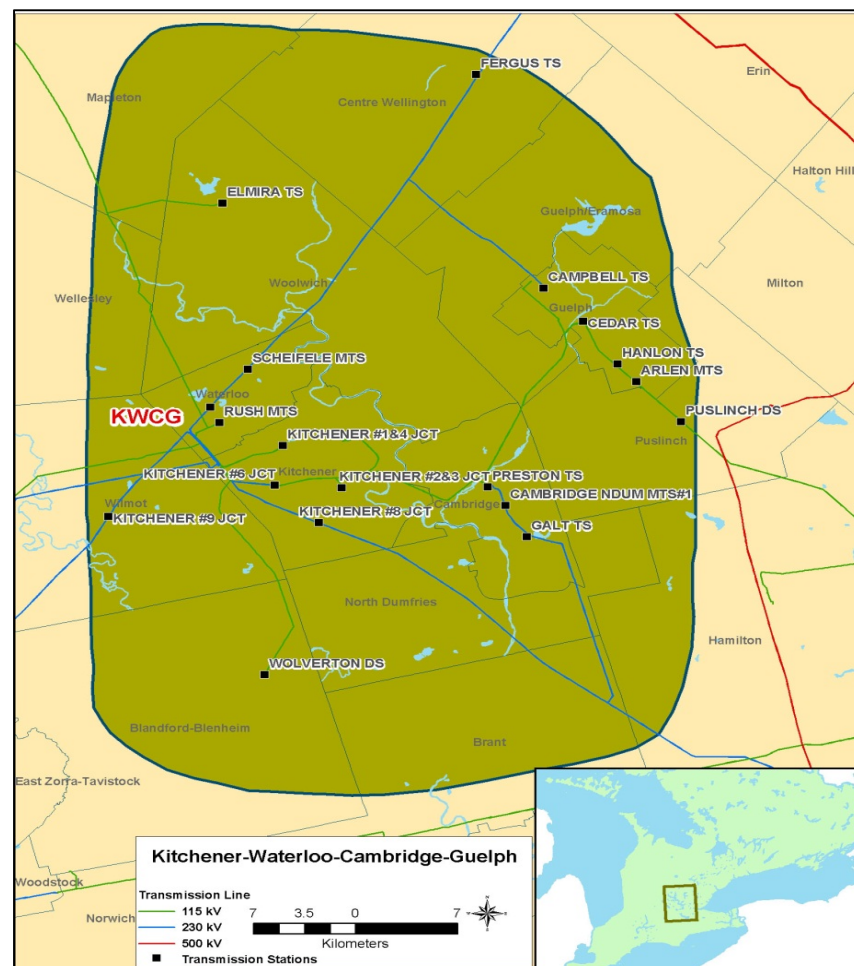 FERGUS TS
Erin
Mapleton
Centre Wellington
Halton Hill
ELMIRA TS
Guelph/Eramosa
CAMPBELL TS
Woolwich
Milton
Wellesley
Guelph
CEDAR TS
HANLON TS
SCHEIFELE MTS
ARLEN MTS
Waterloo
KWCG
RUSH MTS
PUSLINCH DS
KITCHENER #1&4 JCT
Puslinch
KITCHENER #6 JCT
Kitchener
KITCHENER #2&3 JCT
PRESTON TS
Wilmot
Cambridge
CAMBRIDGE NDUM MTS#1
KITCHENER #9 JCT
KITCHENER #8 JCT
GALT TS
North Dumfries
Hamilton
WOLVERTON DS
Blandford-Blenheim
Brant
East Zorra-Tavistock
Kitchener-Waterloo-Cambridge-Guelph
Woodstock
Transmission Line
115 kV
7 3.5 0 7
Norwich
230 kV
Kilometers
500 kV
Transmission Stations